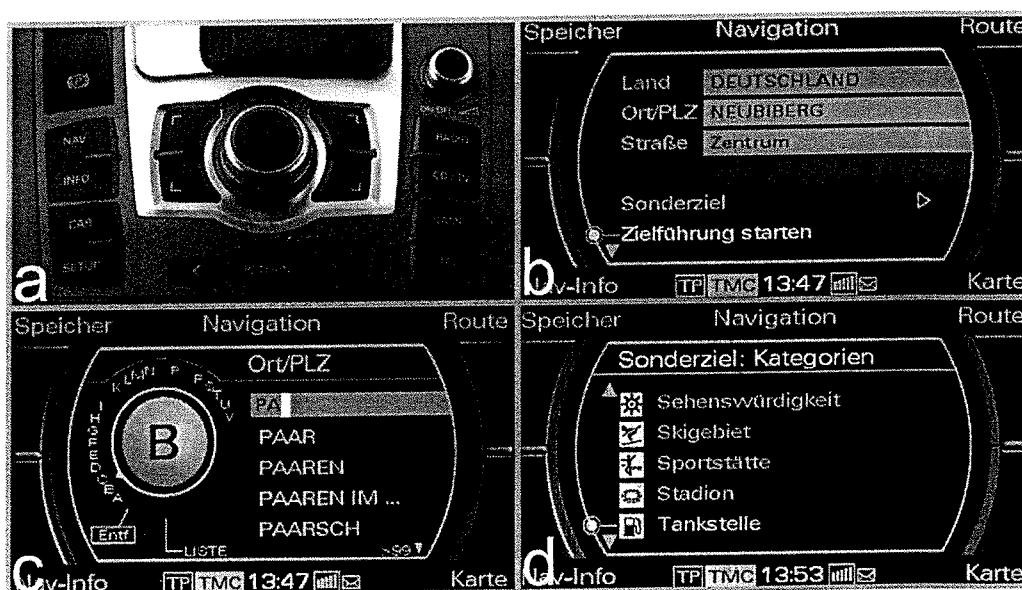 NAV
INFO
CAR
SETUP
RADIO
a
Speicher Navigation Route
Land DEUTSCHLAND
Ort/PLZ NEUBIBERG
Straße Zentrum
Sonderziel
Zielführung starten
b
Nav-Info TP TMC 13:47 Karte
Speicher Navigation Route
Ort/PLZ
PA
B
PAAR
PAAREN
PAAREN IM ...
PAARSCH
Entf
LISTE >99
c
Nav-Info TP TMC 13:47 Karte
Speicher Navigation Route
Sonderziel: Kategorien
Sehenswürdigkeit
Skigebiet
Sportstätte
Stadion
Tankstelle
d
Nav-Info TP TMC 13:53 Karte